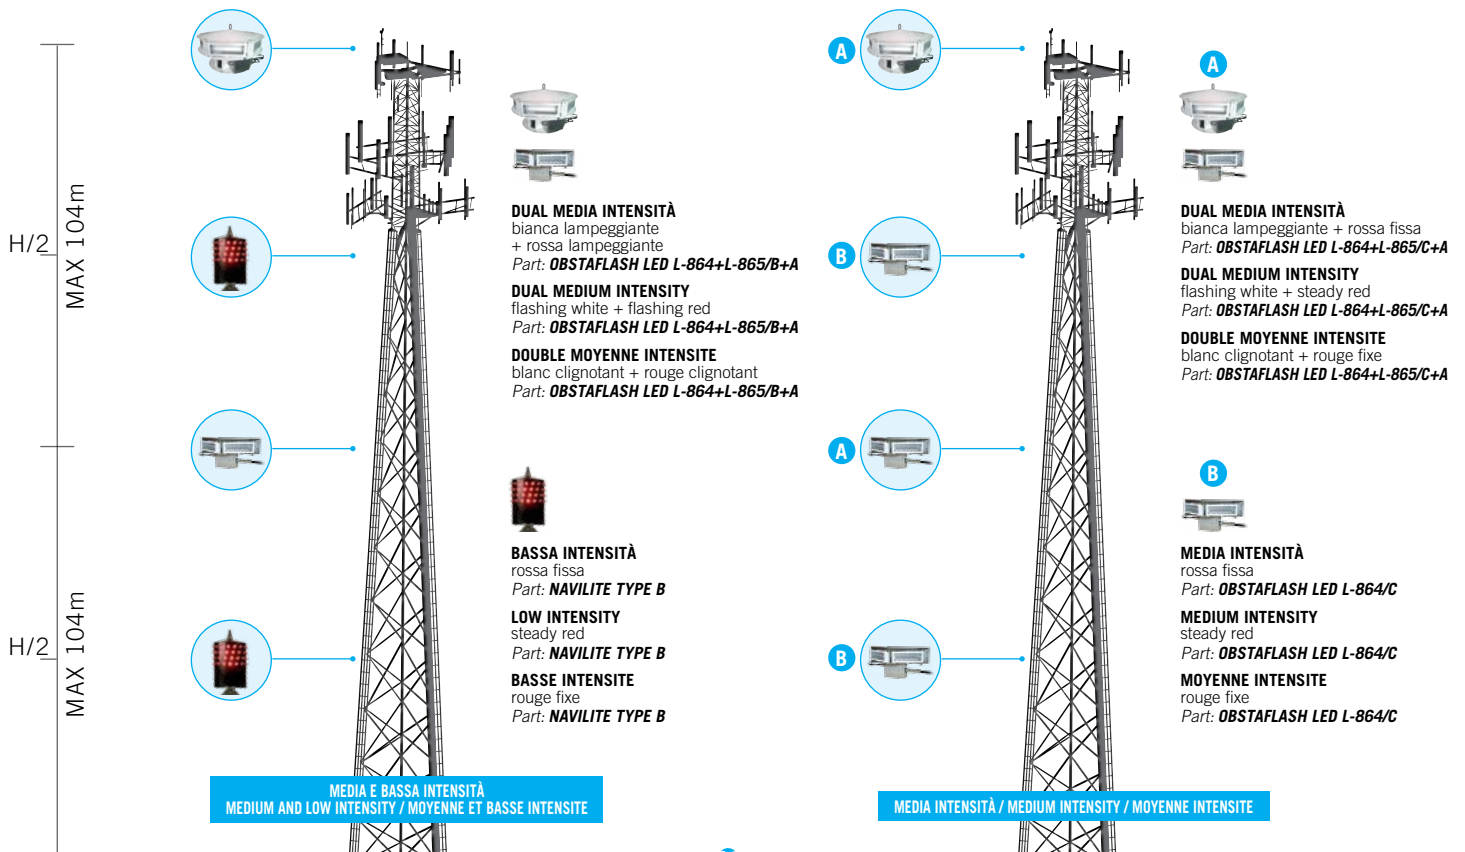 H/2
MAX 104m
H/2
MAX 104m
DUAL MEDIA INTENSITÀ
bianca lampeggiante
+ rossa lampeggiante
Part: OBSTAFLASH LED L-864+L-865/B+A
DUAL MEDIUM INTENSITY
flashing white + flashing red
Part: OBSTAFLASH LED L-864+L-865/B+A
DOUBLE MOYENNE INTENSITE
blanc clignotant + rouge clignotant
Part: OBSTAFLASH LED L-864+L-865/B+A
BASSA INTENSITÀ
rossa fissa
Part: NAVILITE TYPE B
LOW INTENSITY
steady red
Part: NAVILITE TYPE B
BASSE INTENSITE
rouge fixe
Part: NAVILITE TYPE B
MEDIA E BASSA INTENSITÀ
MEDIUM AND LOW INTENSITY / MOYENNE ET BASSE INTENSITE
A
B
A
B
A
DUAL MEDIA INTENSITÀ
bianca lampeggiante + rossa fissa
Part: OBSTAFLASH LED L-864+L-865/C+A
DUAL MEDIUM INTENSITY
flashing white + steady red
Part: OBSTAFLASH LED L-864+L-865/C+A
DOUBLE MOYENNE INTENSITE
blanc clignotant + rouge fixe
Part: OBSTAFLASH LED L-864+L-865/C+A
B
MEDIA INTENSITÀ
rossa fissa
Part: OBSTAFLASH LED L-864/C
MEDIUM INTENSITY
steady red
Part: OBSTAFLASH LED L-864/C
MOYENNE INTENSITE
rouge fixe
Part: OBSTAFLASH LED L-864/C
MEDIA INTENSITÀ / MEDIUM INTENSITY / MOYENNE INTENSITE